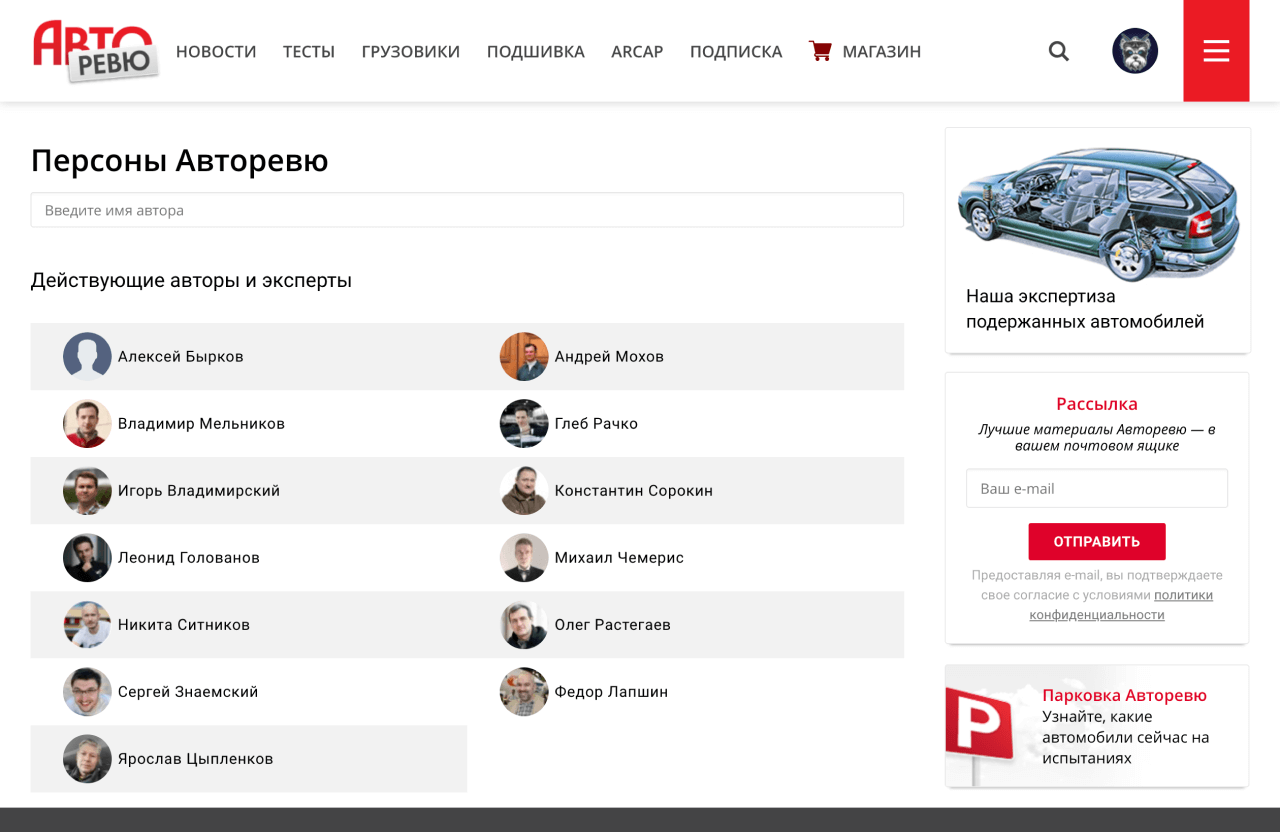 АВТО
РЕВЮ
НОВОСТИ ТЕСТЫ ГРУЗОВИКИ ПОДШИВКА ARCAP ПОДПИСКА МАГАЗИН
Персоны Авторевю
Введите имя автора
Действующие авторы и эксперты
Алексей Бырков
Андрей Мохов
Владимир Мельников
Глеб Рачко
Игорь Владимирский
Константин Сорокин
Леонид Голованов
Михаил Чемерис
Никита Ситников
Олег Растегаев
Сергей Знаемский
Федор Лапшин
Ярослав Цыпленков
Наша экспертиза
подержанных автомобилей
Рассылка
Лучшие материалы Авторевю — в
вашем почтовом ящике
Ваш e-mail
ОТПРАВИТЬ
Предоставляя e-mail, вы подтверждаете
свое согласие с условиями политики
конфиденциальности
P
Парковка Авторевю
Узнайте, какие
автомобили сейчас на
испытаниях